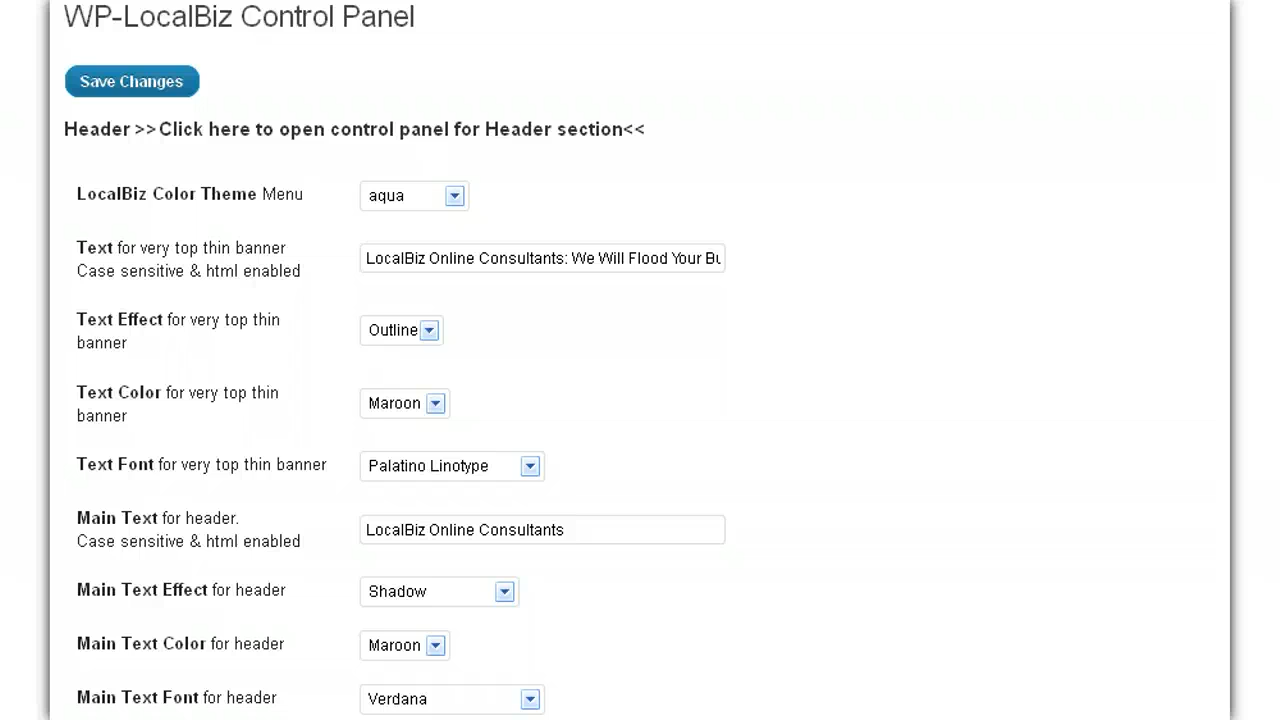 WP-LocalBiz Control Panel
Save Changes
Header >>Click here to open control panel for Header section<<
LocalBiz Color Theme Menu
aqua
Text for very top thin banner
Case sensitive & html enabled
LocalBiz Online Consultants: We Will Flood Your Bu
Text Effect for very top thin
banner
Outline
Text Color for very top thin
banner
Maroon
Text Font for very top thin banner
Palatino Linotype
Main Text for header.
Case sensitive & html enabled
LocalBiz Online Consultants
Main Text Effect for header
Shadow
Main Text Color for header
Maroon
Main Text Font for header
Verdana